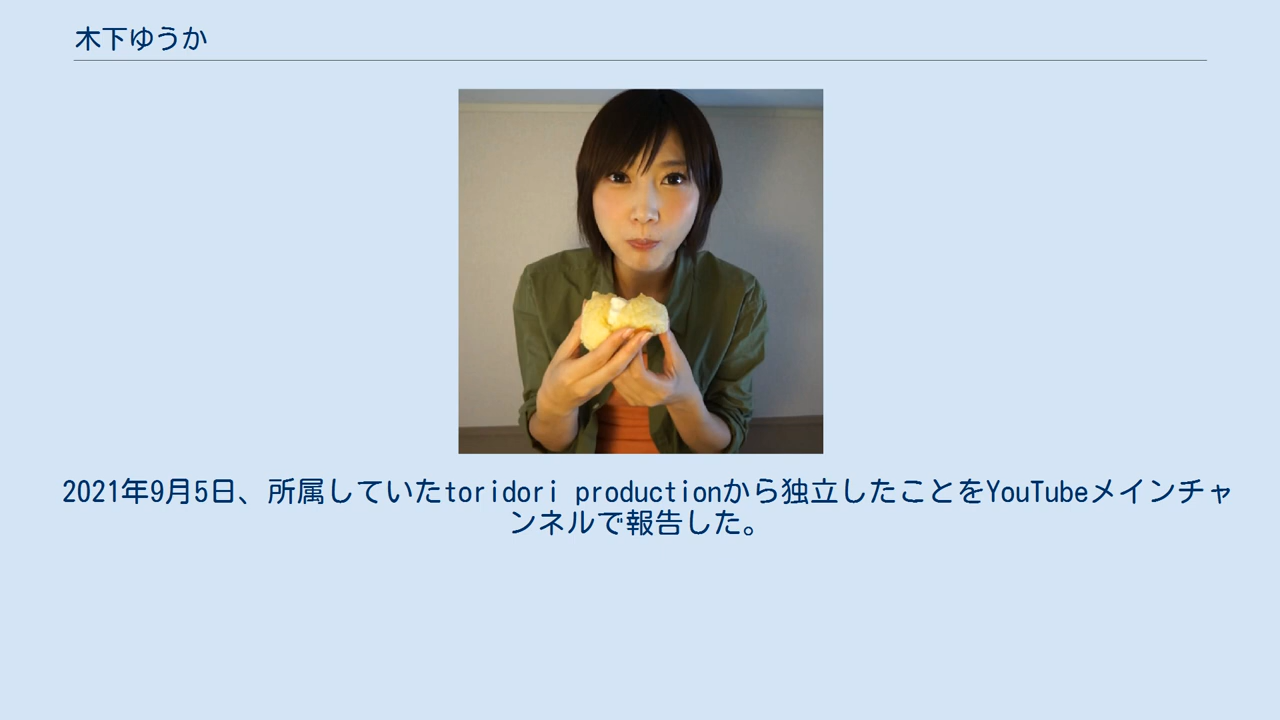 木下ゆうか
2021年9月5日、所属していたtoridori productionから独立したことをYouTubeメインチャ
ンネルで報告した。